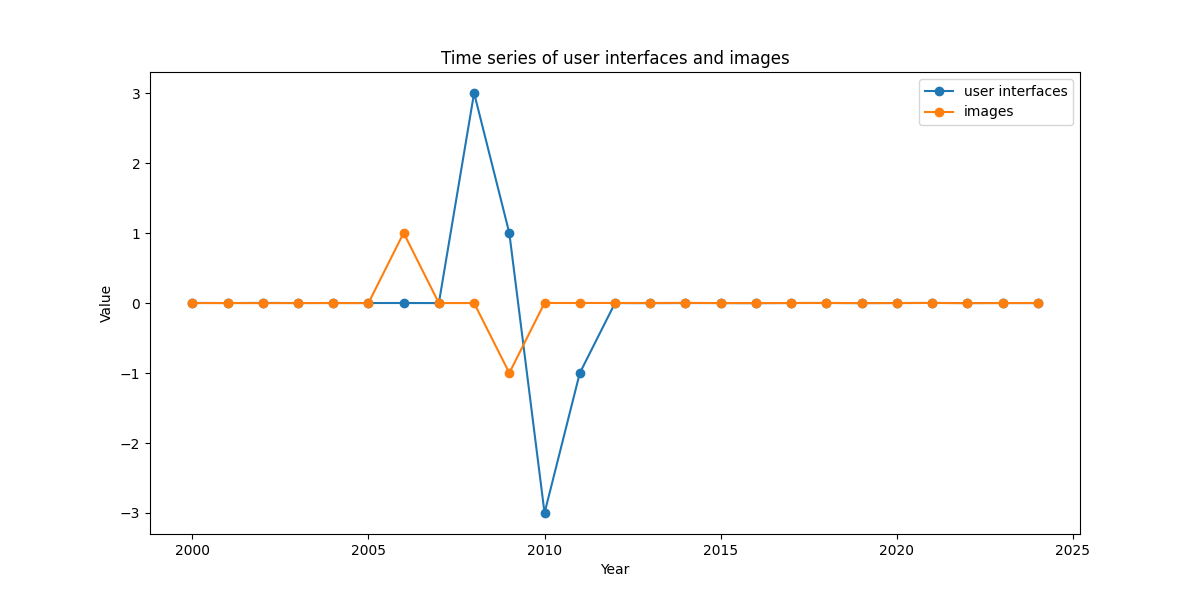 Time series of user interfaces and images
user interfaces
images
Value
3
2
1
0
−1
−2
−3
2000
2005
2010
2015
2020
2025
Year